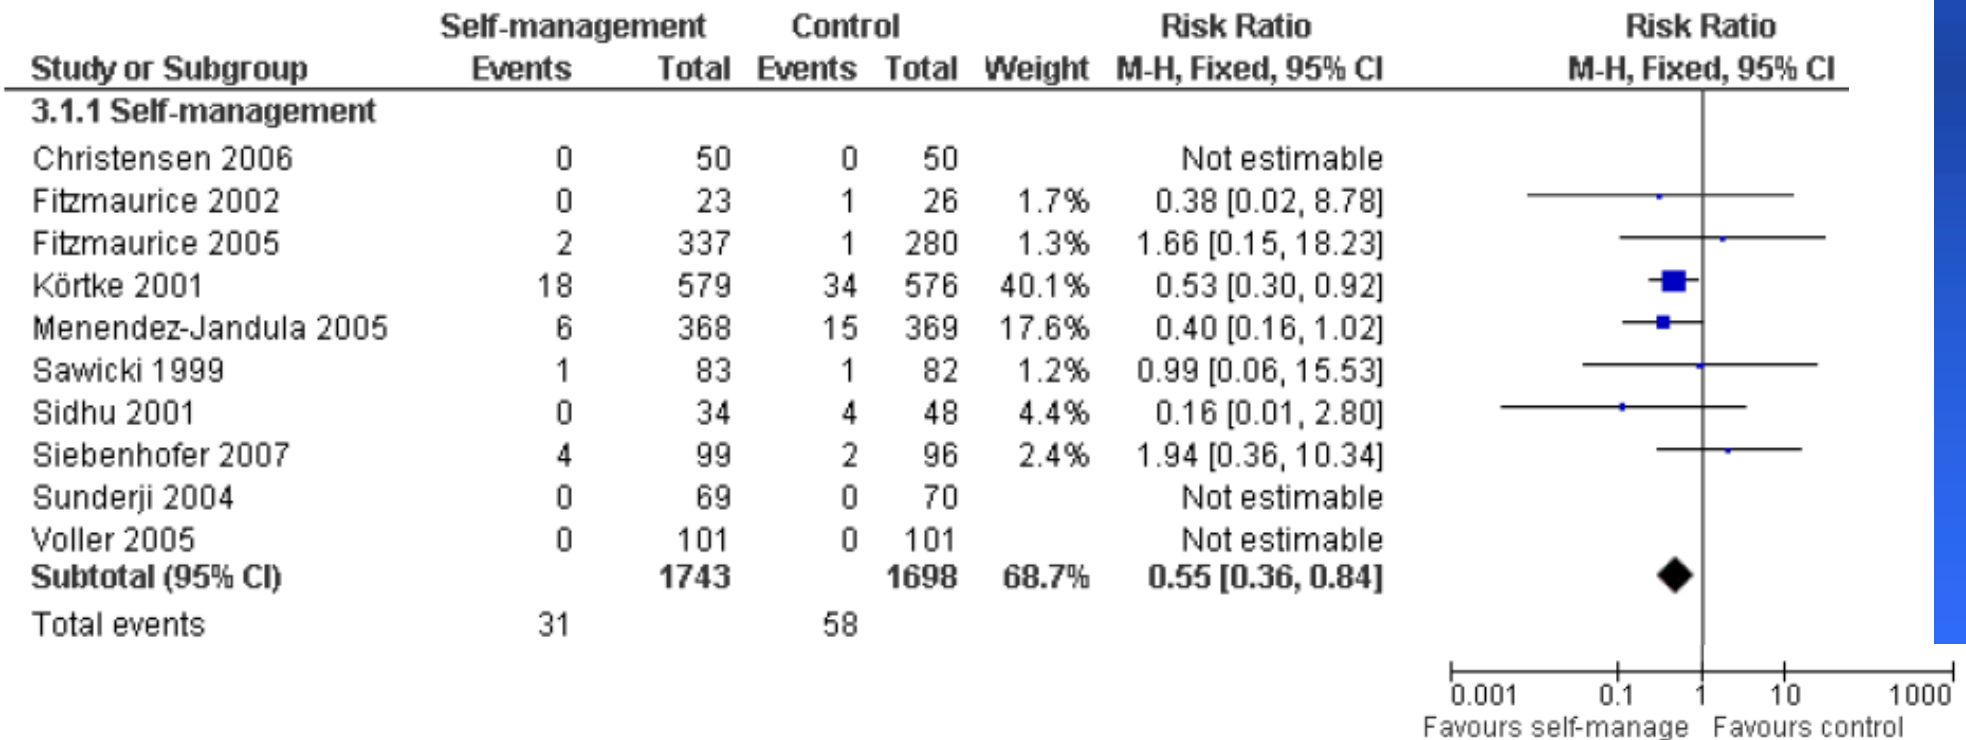 Self-management Control Risk Ratio Risk Ratio
Study or Subgroup Events Total Events Total Weight M-H, Fixed, 95% CI M-H, Fixed, 95% CI
3.1.1 Self-management
Christensen 2006 0 50 0 50 Not estimable
Fitzmaurice 2002 0 23 1 26 1.7% 0.38 [0.02, 8.78]
Fitzmaurice 2005 2 337 1 280 1.3% 1.66 [0.15, 18.23]
Körtke 2001 18 579 34 576 40.1% 0.53 [0.30, 0.92]
Menendez-Jandula 2005 6 368 15 369 17.6% 0.40 [0.16, 1.02]
Sawicki 1999 1 83 1 82 1.2% 0.99 [0.06, 15.53]
Sidhu 2001 0 34 4 48 4.4% 0.16 [0.01, 2.80]
Siebenhofer 2007 4 99 2 96 2.4% 1.94 [0.36, 10.34]
Sunderji 2004 0 69 0 70 Not estimable
Voller 2005 0 101 0 101 Not estimable
Subtotal (95% CI) 1743 1698 68.7% 0.55 [0.36, 0.84]
Total events 31 58
0.001 0.1 1 10 1000
Favours self-manage Favours control